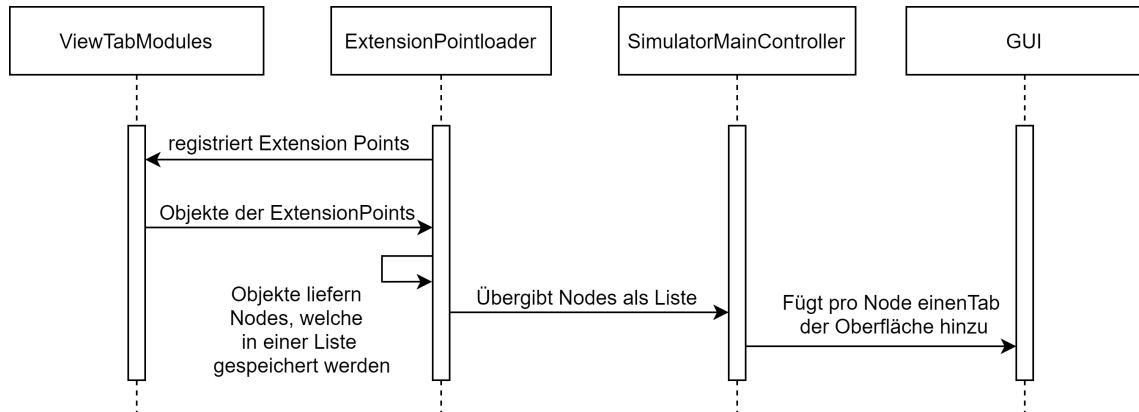 ViewTabModules
ExtensionPointloader
SimulatorMainController
GUI
registriert Extension Points
Objekte der ExtensionPoints
Objekte liefern
Nodes, welche
in einer Liste
gespeichert werden
Übergibt Nodes als Liste
Fügt pro Node einenTab
der Oberfläche hinzu